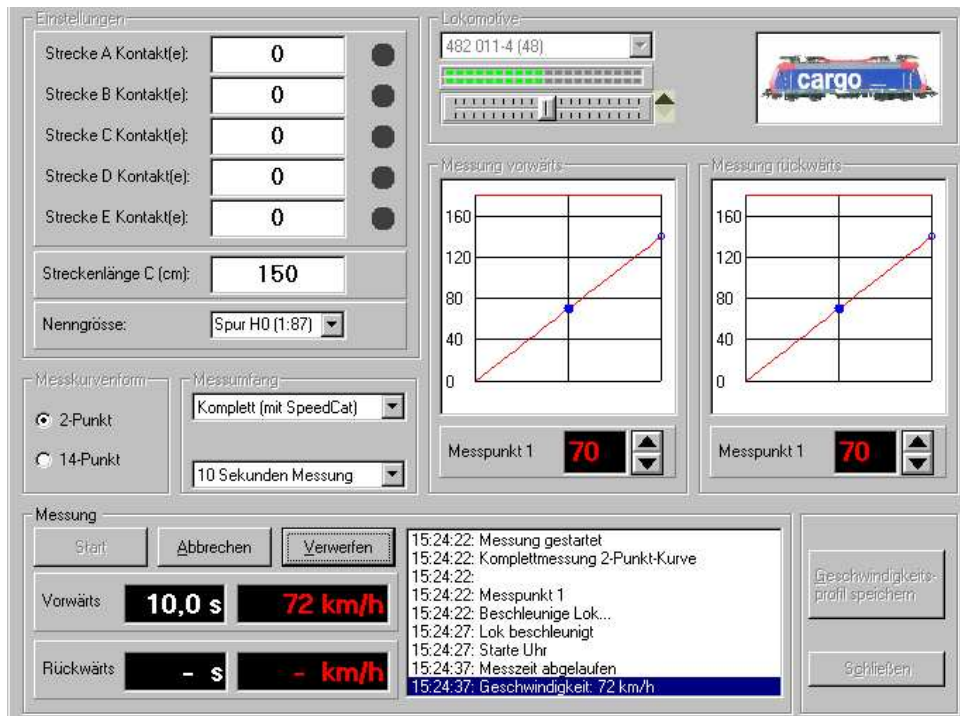 Einstellungen
Strecke A Kontakt(e): 0
Strecke B Kontakt(e): 0
Strecke C Kontakt(e): 0
Strecke D Kontakt(e): 0
Strecke E Kontakt(e): 0
Streckenlänge C (cm): 150
Nenngrösse: Spur H0 (1:87)
Lokomotive
482 011-4 (48)
cargo
Messung vorwärts
160
120
80
40
0
Messpunkt 1 70
Messung rückwärts
160
120
80
40
0
Messpunkt 1 70
Messkurvenform
2-Punkt
14-Punkt
Messumfang
Komplett (mit SpeedCat)
10 Sekunden Messung
Messung
Start Abbrechen Verwerfen
Vorwärts 10,0 s 72 km/h
Rückwärts - s - km/h
15:24:22: Messung gestartet
15:24:22: Komplettmessung 2-Punkt-Kurve
15:24:22:
15:24:22: Messpunkt 1
15:24:22: Beschleunige Lok...
15:24:27: Lok beschleunigt
15:24:27: Starte Uhr
15:24:37: Messzeit abgelaufen
15:24:37: Geschwindigkeit: 72 km/h
Geschwindigkeits-
profil speichern
Schließen